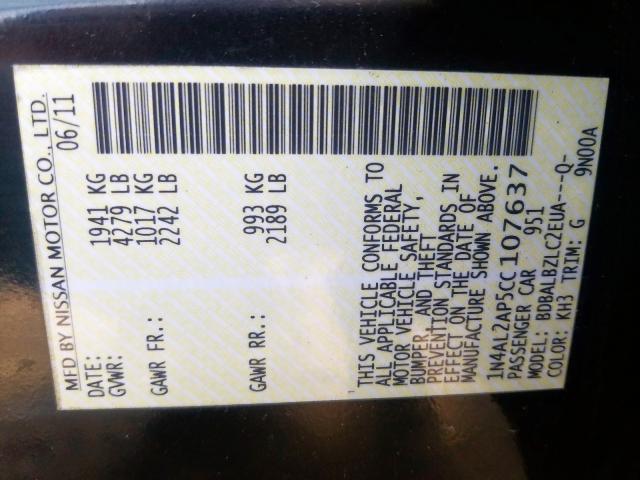 MFD BY NISSAN MOTOR CO., LTD.
DATE: 06/11
GVWR: 1941 KG
4279 LB
GAWR FR.: 1017 KG
2242 LB
GAWR RR.: 993 KG
2189 LB
THIS VEHICLE CONFORMS TO
ALL APPLICABLE FEDERAL
MOTOR VEHICLE SAFETY,
BUMPER, AND THEFT
PREVENTION STANDARDS IN
EFFECT ON THE DATE OF
MANUFACTURE SHOWN ABOVE.
1N4AL2AP5CC107637
PASSENGER CAR 951
MODEL: BDBALBZLC2EUA---Q-
COLOR: KH3 TRIM: G 9N00A